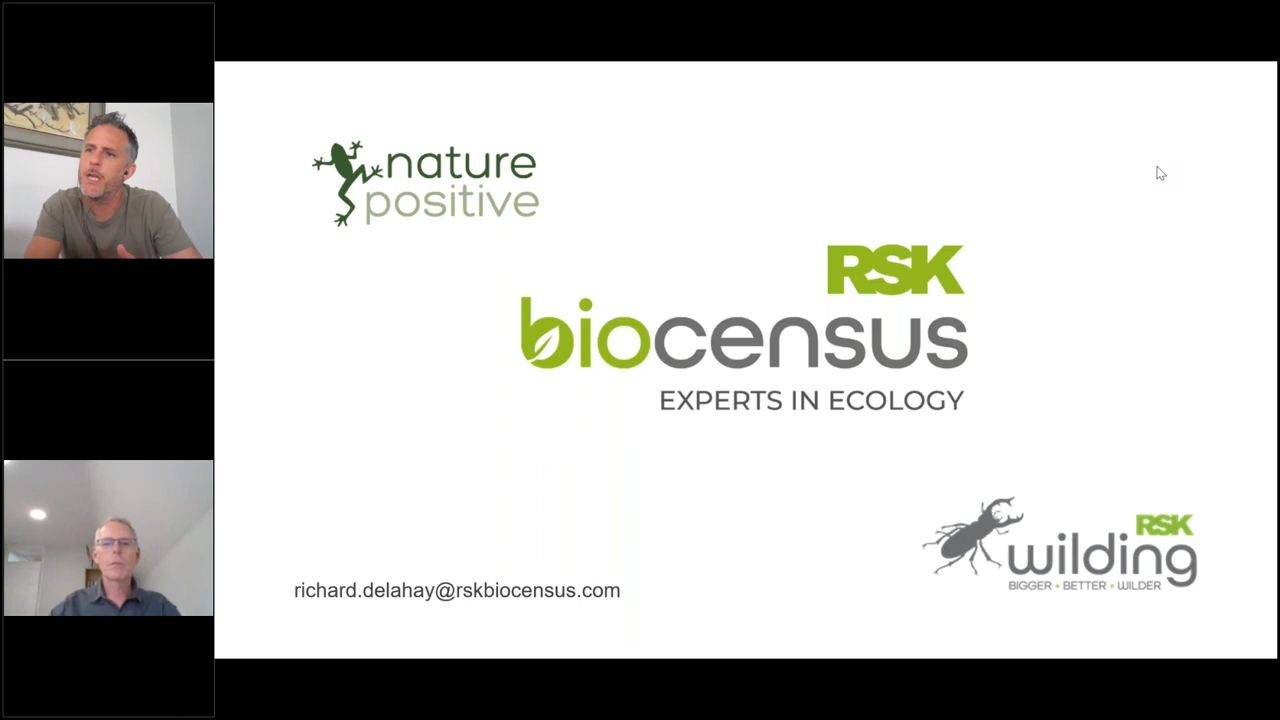 nature
positive
RSK
biocensus
EXPERTS IN ECOLOGY
RSK
wilding
BIGGER • BETTER • WILDER
richard.delahay@rskbiocensus.com